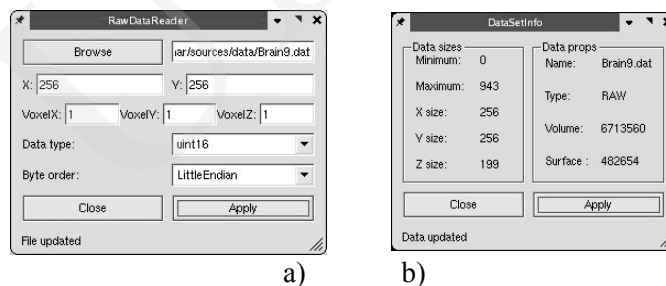 RawDataReader
Browse
ar/sources/data/Brain9.dat
X: 256 Y: 256
VoxelX: 1 VoxelY: 1 VoxelZ: 1
Data type: uint16
Byte order: LittleEndian
Close Apply
File updated
a)
DataSetInfo
Data sizes
Minimum: 0
Maximum: 943
X size: 256
Y size: 256
Z size: 199
Data props
Name: Brain9.dat
Type: RAW
Volume: 6713560
Surface : 482654
Close Apply
Data updated
b)